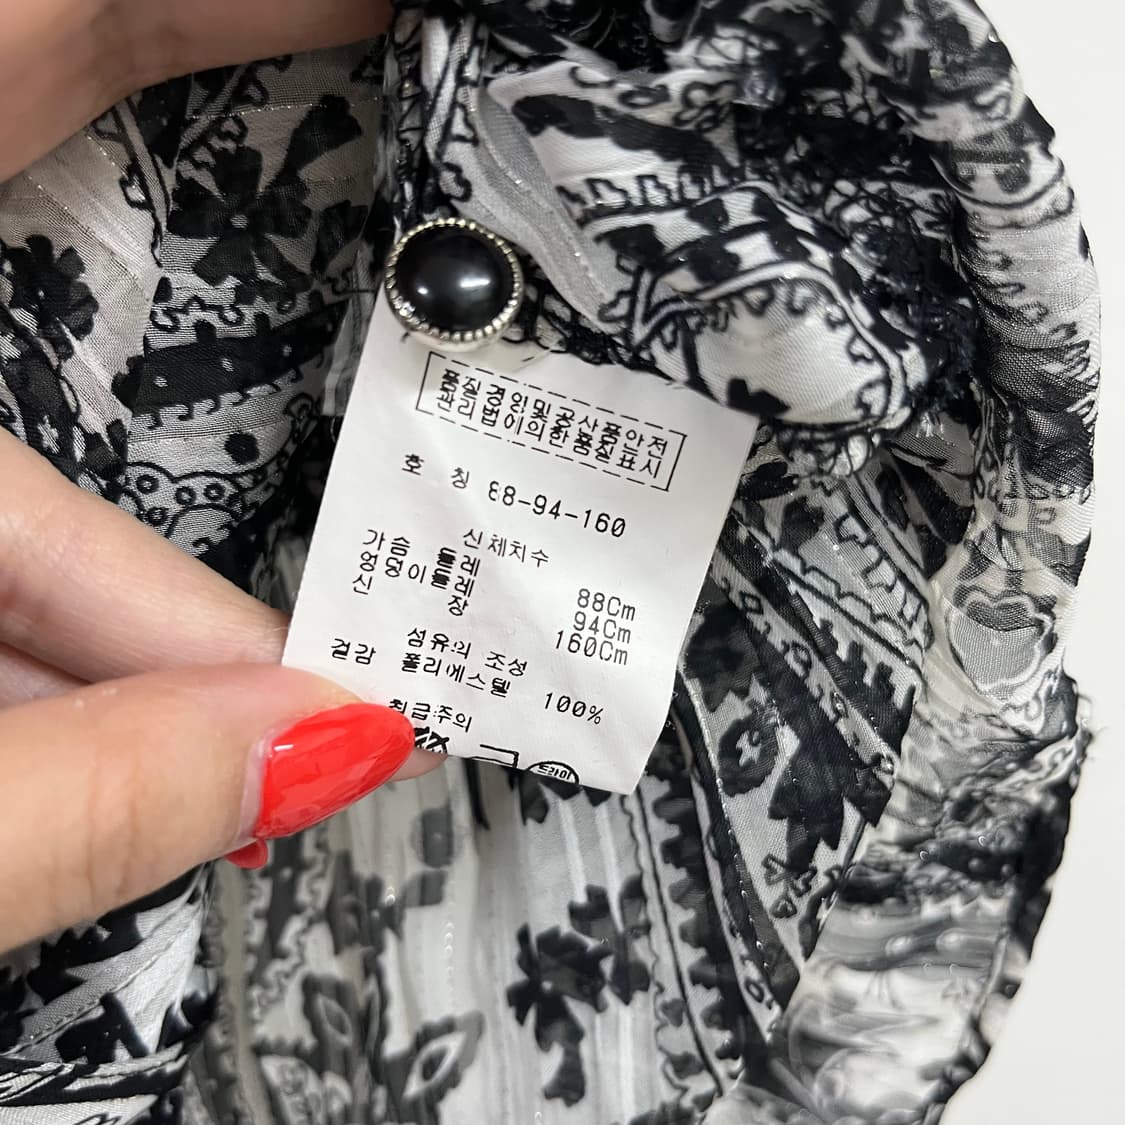 품질경영및공산품안전
관리법에의한품질표시
호 칭 88-94-160
신체치수
가슴 둘레 88Cm
엉덩이둘레 94Cm
신 장 160Cm
섬유의 조성
겉감 폴리에스텔 100%
취급주의
드라이